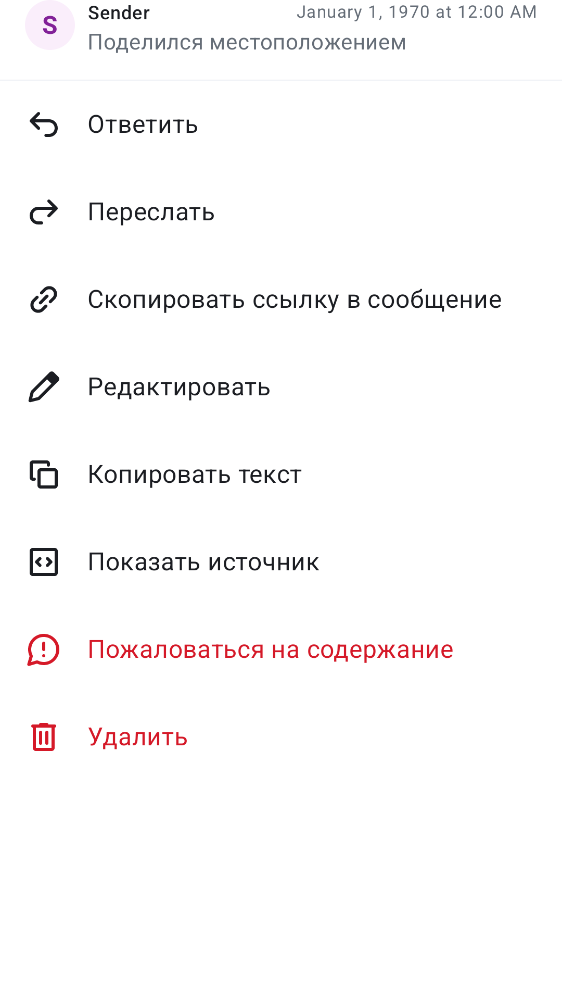 S
Sender
January 1, 1970 at 12:00 AM
Поделился местоположением
Ответить
Переслать
Скопировать ссылку в сообщение
Редактировать
Копировать текст
Показать источник
Пожаловаться на содержание
Удалить